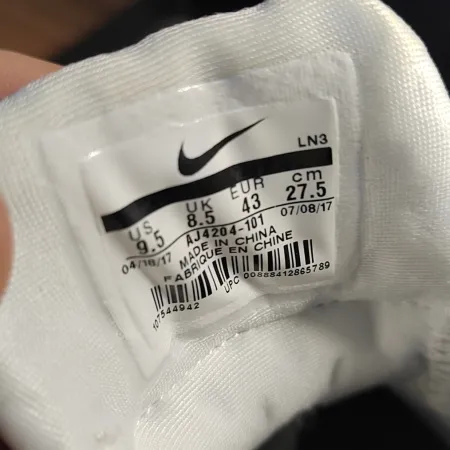 LN3
US UK EUR cm
9.5 8.5 43 27.5
04/18/17 AJ4204-101 07/08/17
MADE IN CHINA
FABRIQUE EN CHINE
107544942 UPC 00888412865789